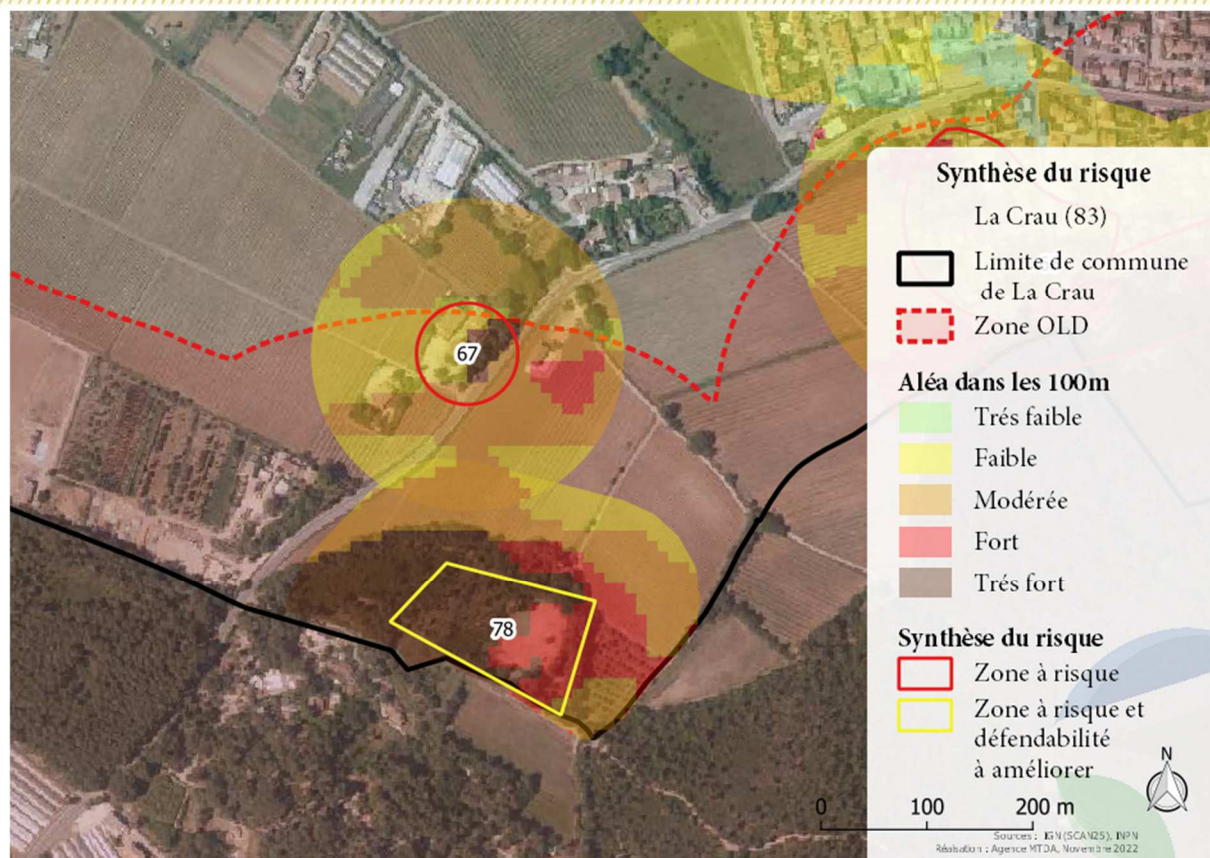 67
78
Synthèse du risque
La Crau (83)
Limite de commune
de La Crau
Zone OLD
Aléa dans les 100m
Trés faible
Faible
Modérée
Fort
Trés fort
Synthèse du risque
Zone à risque
Zone à risque et
défendabilité
à améliorer
N
0 100 200 m
Sources : IGN (SCAN25), INPN
Réalisation : Agence MTDA, Novembre 2022